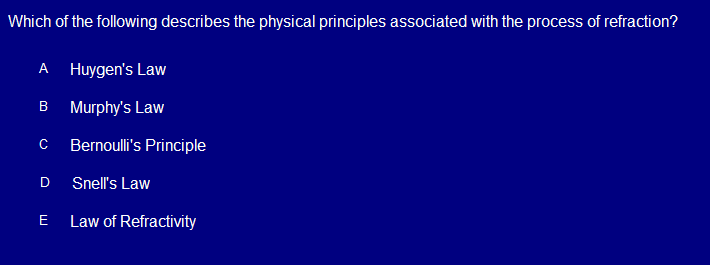 Which of the following describes the physical principles associated with the process of refraction?
A Huygen's Law
B Murphy's Law
C Bernoulli's Principle
D Snell's Law
E Law of Refractivity